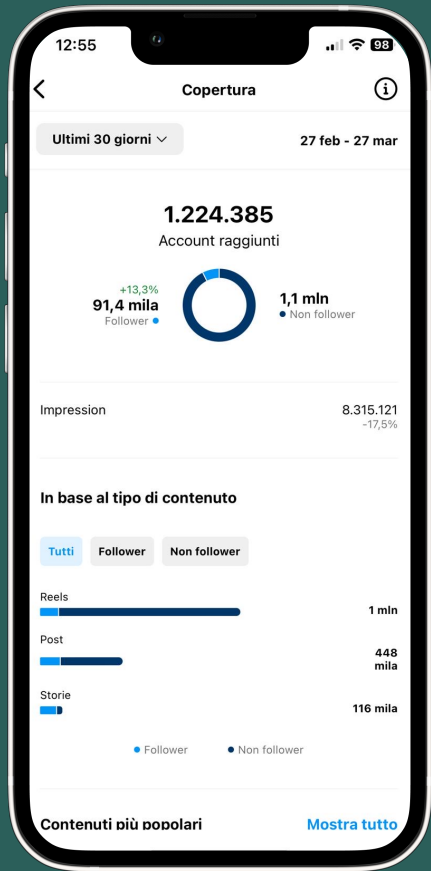 12:55
98
Copertura
Ultimi 30 giorni
27 feb - 27 mar
1.224.385
Account raggiunti
+13,3%
91,4 mila
Follower
1,1 mln
Non follower
Impression
8.315.121
-17,5%
In base al tipo di contenuto
Tutti
Follower
Non follower
Reels
1 mln
Post
448
mila
Storie
116 mila
Follower
Non follower
Contenuti più popolari
Mostra tutto